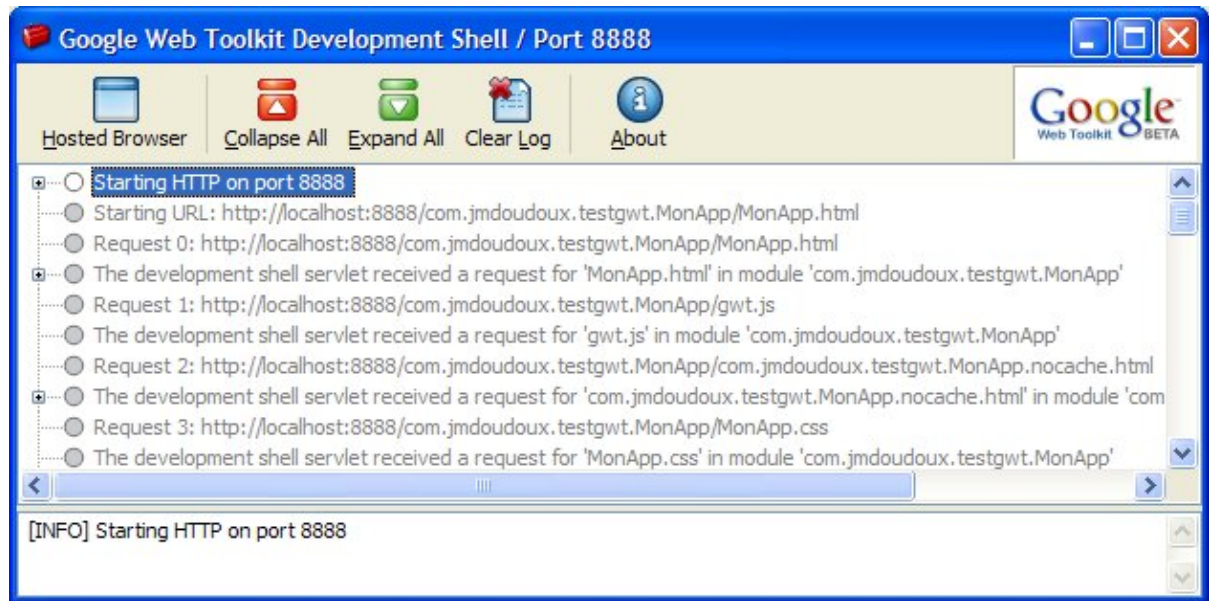 Google Web Toolkit Development Shell / Port 8888
Hosted Browser Collapse All Expand All Clear Log About
Google
Web Toolkit BETA
Starting HTTP on port 8888
Starting URL: http://localhost:8888/com.jmdoudoux.testgwt.MonApp/MonApp.html
Request 0: http://localhost:8888/com.jmdoudoux.testgwt.MonApp/MonApp.html
The development shell servlet received a request for 'MonApp.html' in module 'com.jmdoudoux.testgwt.MonApp'
Request 1: http://localhost:8888/com.jmdoudoux.testgwt.MonApp/gwt.js
The development shell servlet received a request for 'gwt.js' in module 'com.jmdoudoux.testgwt.MonApp'
Request 2: http://localhost:8888/com.jmdoudoux.testgwt.MonApp/com.jmdoudoux.testgwt.MonApp.nocache.html
The development shell servlet received a request for 'com.jmdoudoux.testgwt.MonApp.nocache.html' in module 'com
Request 3: http://localhost:8888/com.jmdoudoux.testgwt.MonApp/MonApp.css
The development shell servlet received a request for 'MonApp.css' in module 'com.jmdoudoux.testgwt.MonApp'
[INFO] Starting HTTP on port 8888